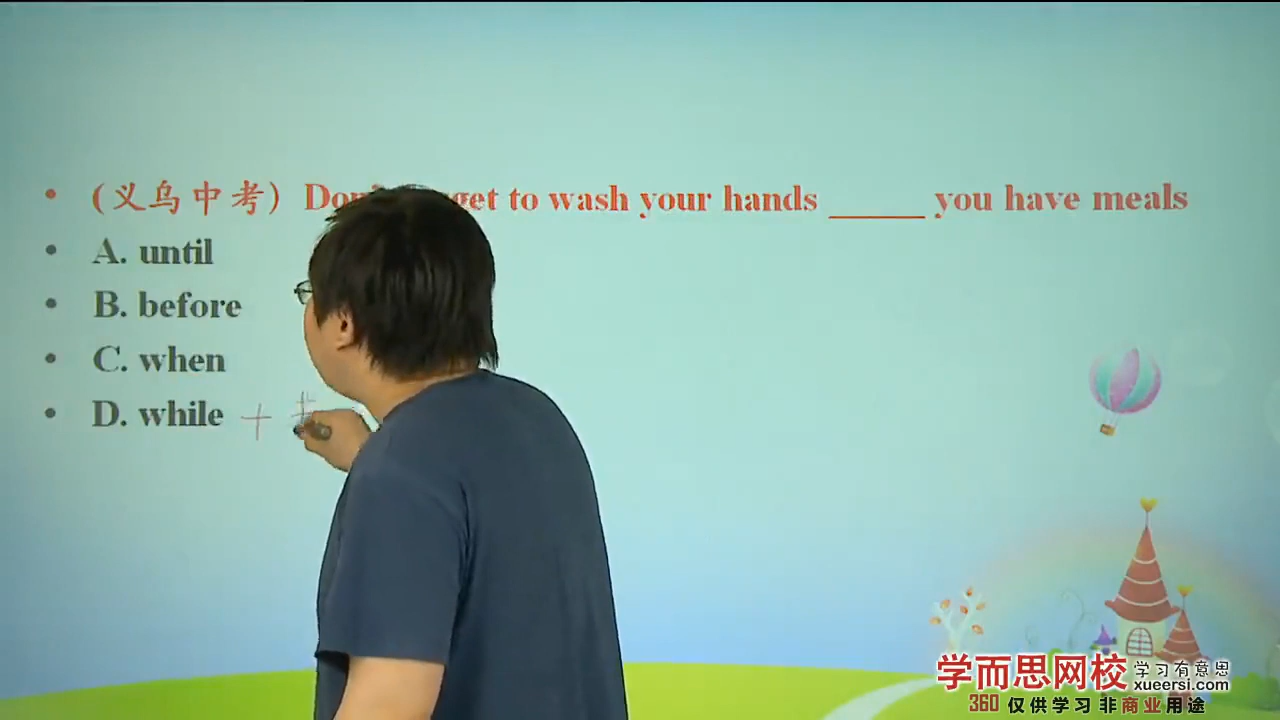 • (义乌中考) get to wash your hands _____ you have meals
• A. until
• B. before
• C. when
• D. while +
学而思网校 学习有意思
xueersi.com
360 仅供学习 非商业用途